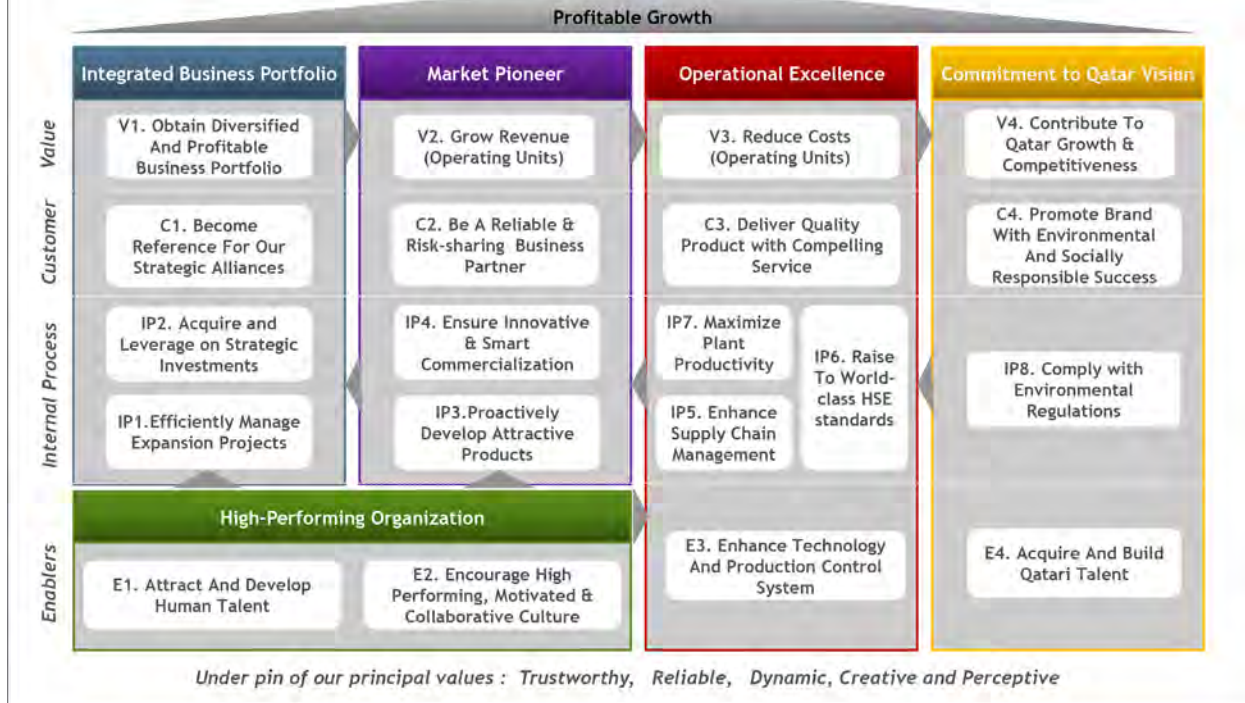 Profitable Growth
Integrated Business Portfolio
Market Pioneer
Operational Excellence
Commitment to Qatar Vision
Value
V1. Obtain Diversified
And Profitable
Business Portfolio
V2. Grow Revenue
(Operating Units)
V3. Reduce Costs
(Operating Units)
V4. Contribute To
Qatar Growth &
Competitiveness
Customer
C1. Become
Reference For Our
Strategic Alliances
C2. Be A Reliable &
Risk-sharing Business
Partner
C3. Deliver Quality
Product with Compelling
Service
C4. Promote Brand
With Environmental
And Socially
Responsible Success
Internal Process
IP2. Acquire and
Leverage on Strategic
Investments
IP4. Ensure Innovative
& Smart
Commercialization
IP7. Maximize
Plant
Productivity
IP6. Raise
To World-
class HSE
standards
IP8. Comply with
Environmental
Regulations
IP1.Efficiently Manage
Expansion Projects
IP3.Proactively
Develop Attractive
Products
IP5. Enhance
Supply Chain
Management
High-Performing Organization
Enablers
E1. Attract And Develop
Human Talent
E2. Encourage High
Performing, Motivated &
Collaborative Culture
E3. Enhance Technology
And Production Control
System
E4. Acquire And Build
Qatari Talent
Under pin of our principal values : Trustworthy, Reliable, Dynamic, Creative and Perceptive